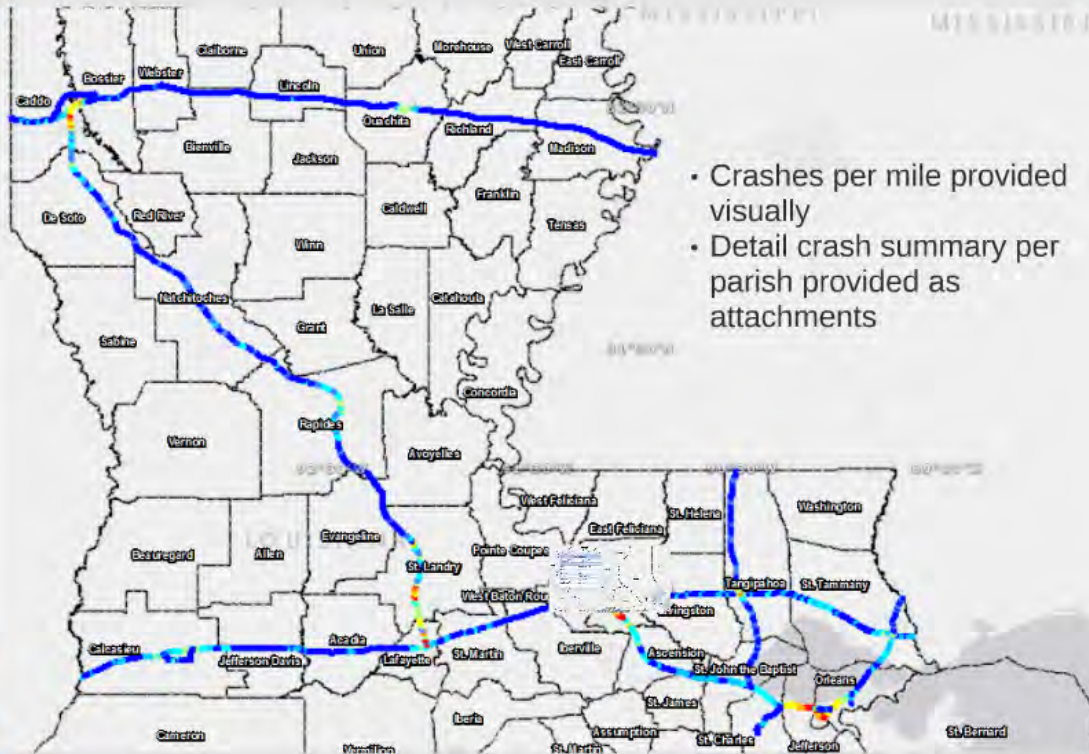 MISSISSIPPI
Union
Morehouse
West Carroll
East Carroll
Claiborne
Webster
Bossier
Lincoln
Caddo
Ouachita
Richland
Madison
Bienville
Jackson
Franklin
Caldwell
Tensas
De Soto
Red River
Winn
Natchitoches
La Salle
Catahoula
Grant
Sabine
Concordia
Rapides
Vernon
Avoyelles
• Crashes per mile provided
visually
• Detail crash summary per
parish provided as
attachments
West Feliciana
East Feliciana
St. Helena
Washington
Evangeline
Beauregard
Allen
Pointe Coupee
St. Landry
Tangipahoa
St. Tammany
West Baton Rou
Calcasieu
Acadia
Jefferson Davis
Lafayette
St. Martin
Iberville
Ascension
St. John the Baptist
Orleans
St. James
Iberia
Assumption
Cameron
Vermilion
St. Martin
St. Charles
Jefferson
St. Bernard